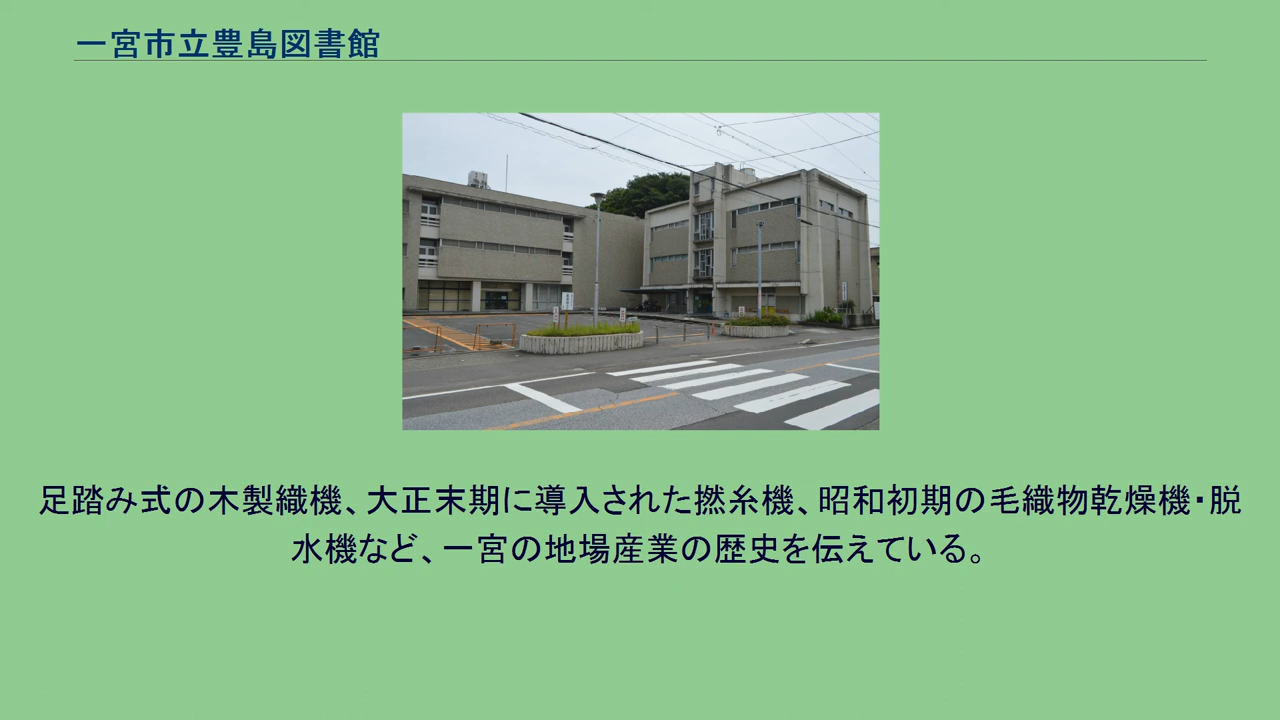 一宮市立豊島図書館
足踏み式の木製織機、大正末期に導入された撚糸機、昭和初期の毛織物乾燥機・脱
水機など、一宮の地場産業の歴史を伝えている。